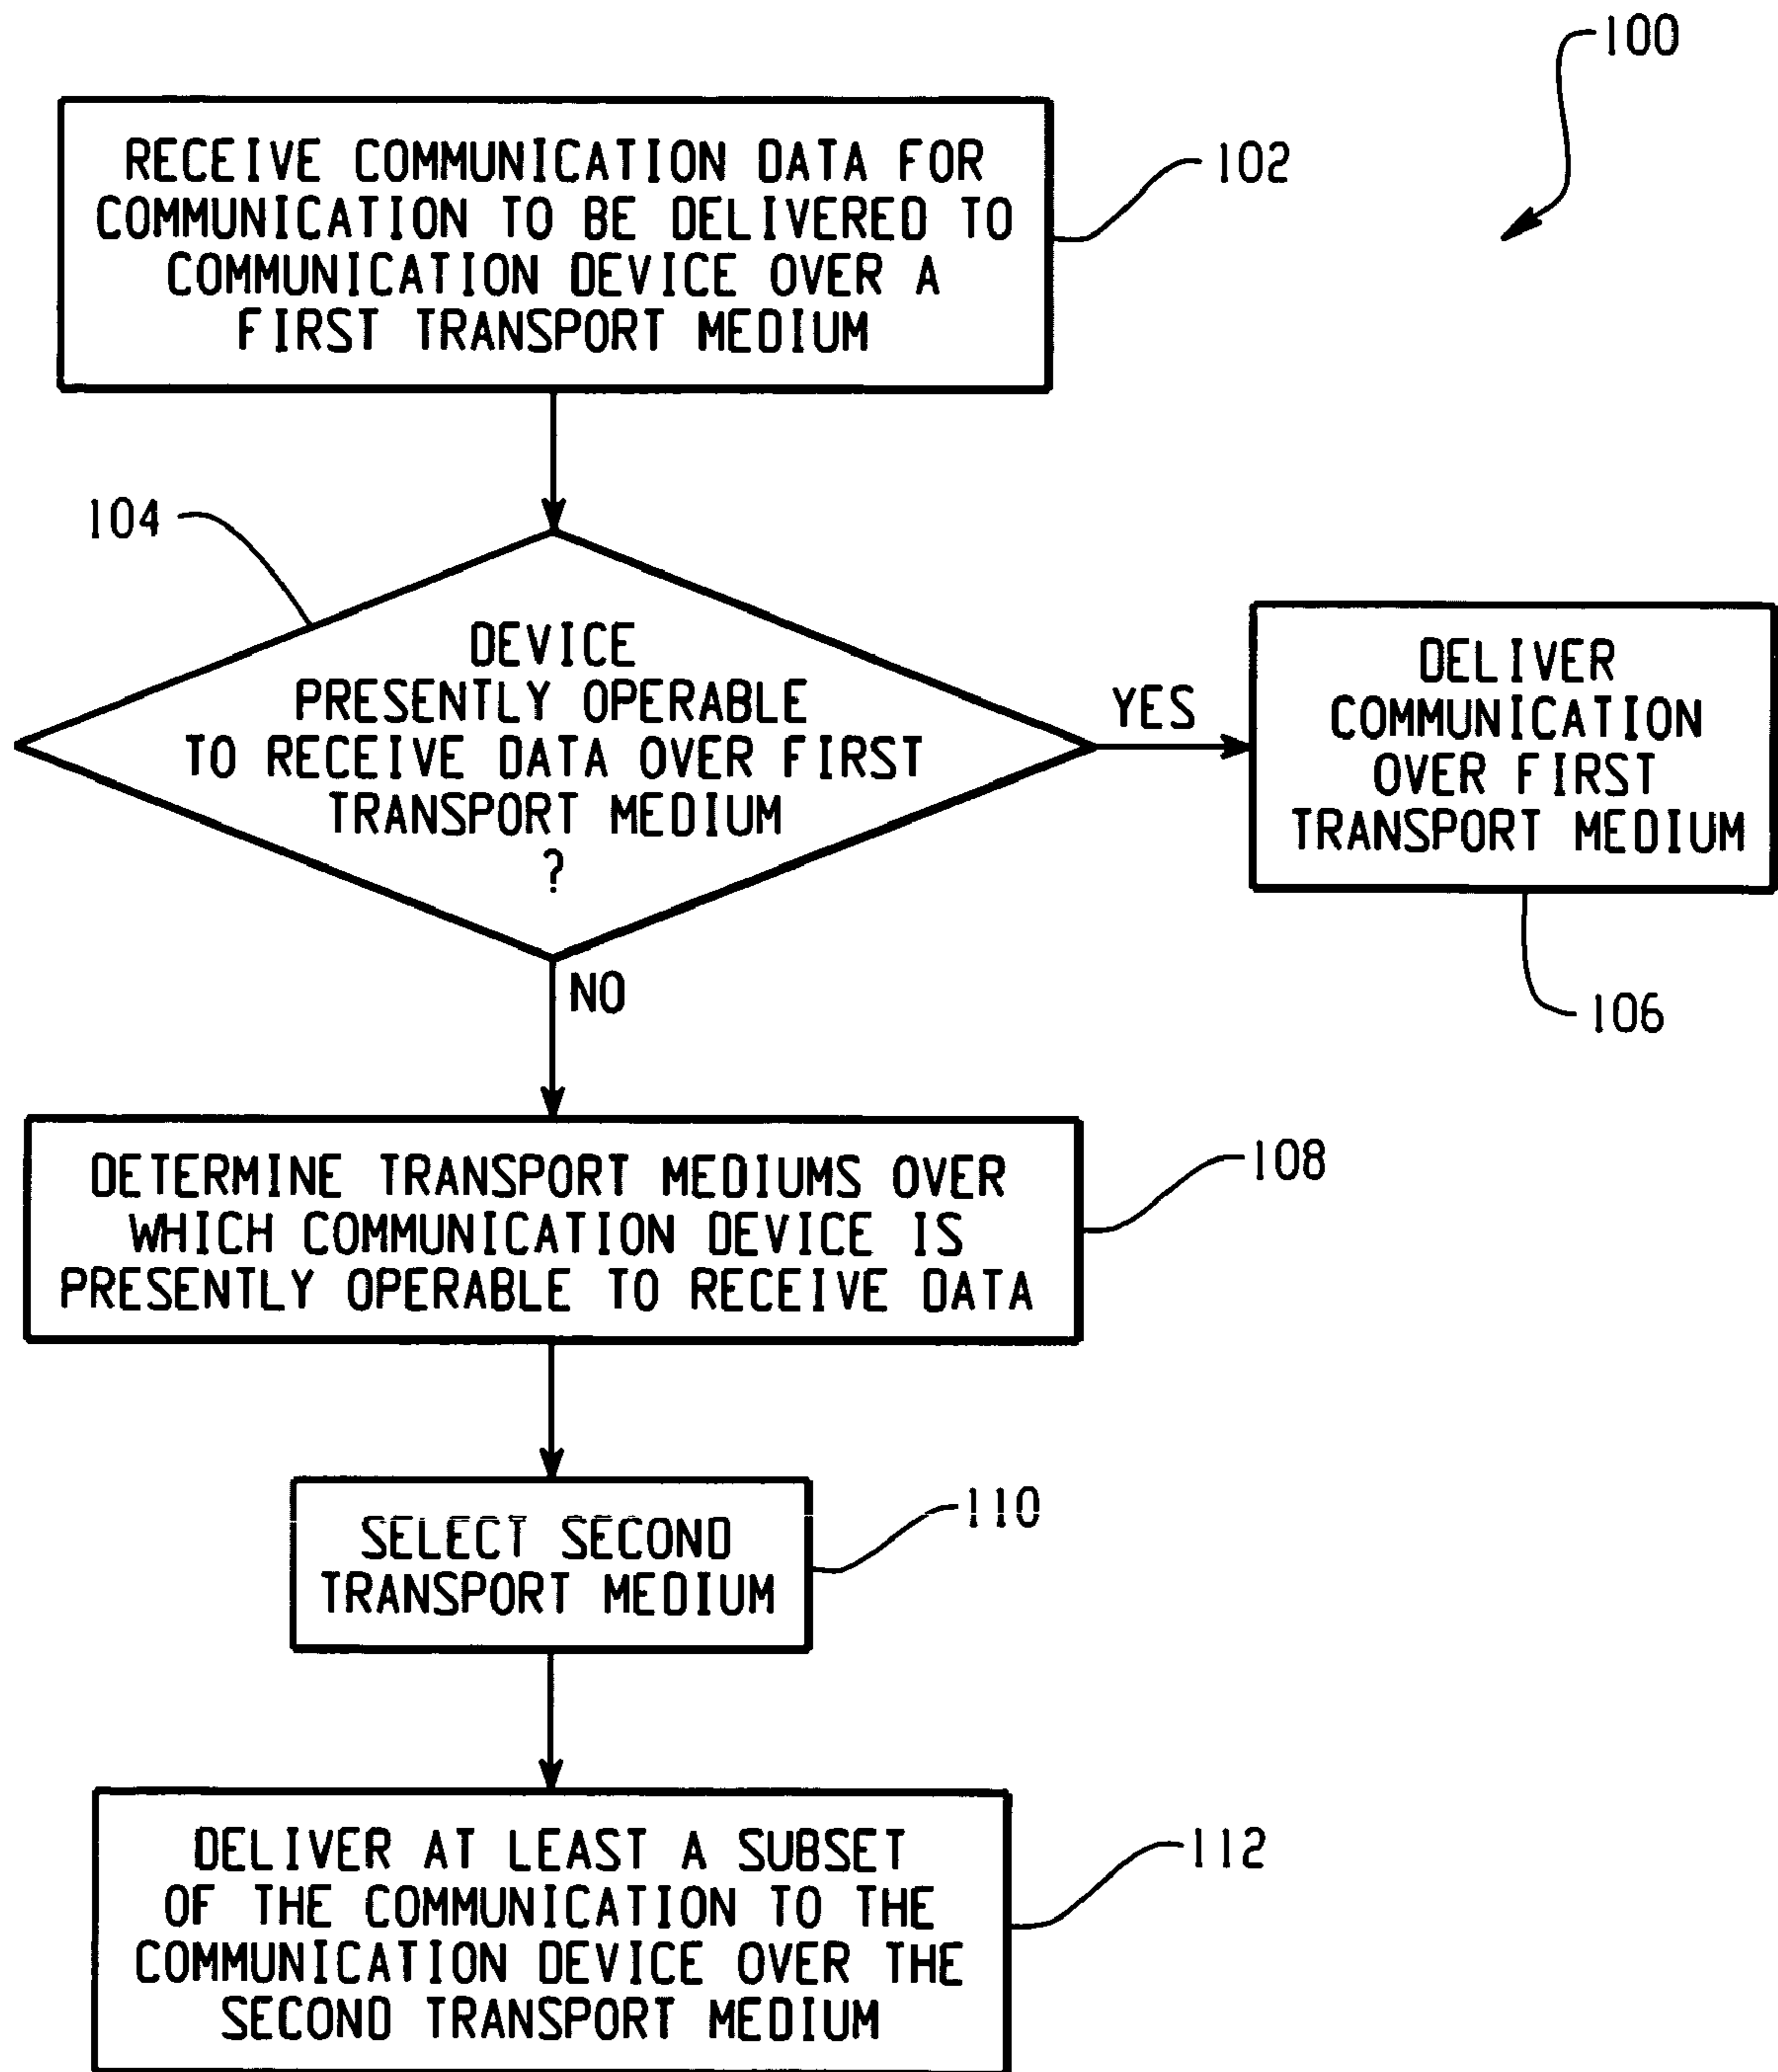 100
RECEIVE COMMUNICATION DATA FOR
COMMUNICATION TO BE DELIVERED TO
COMMUNICATION DEVICE OVER A
FIRST TRANSPORT MEDIUM
102
104
DEVICE
PRESENTLY OPERABLE
TO RECEIVE DATA OVER FIRST
TRANSPORT MEDIUM
?
YES
DELIVER
COMMUNICATION
OVER FIRST
TRANSPORT MEDIUM
106
NO
DETERMINE TRANSPORT MEDIUMS OVER
WHICH COMMUNICATION DEVICE IS
PRESENTLY OPERABLE TO RECEIVE DATA
108
SELECT SECOND
TRANSPORT MEDIUM
110
DELIVER AT LEAST A SUBSET
OF THE COMMUNICATION TO THE
COMMUNICATION DEVICE OVER THE
SECOND TRANSPORT MEDIUM
112